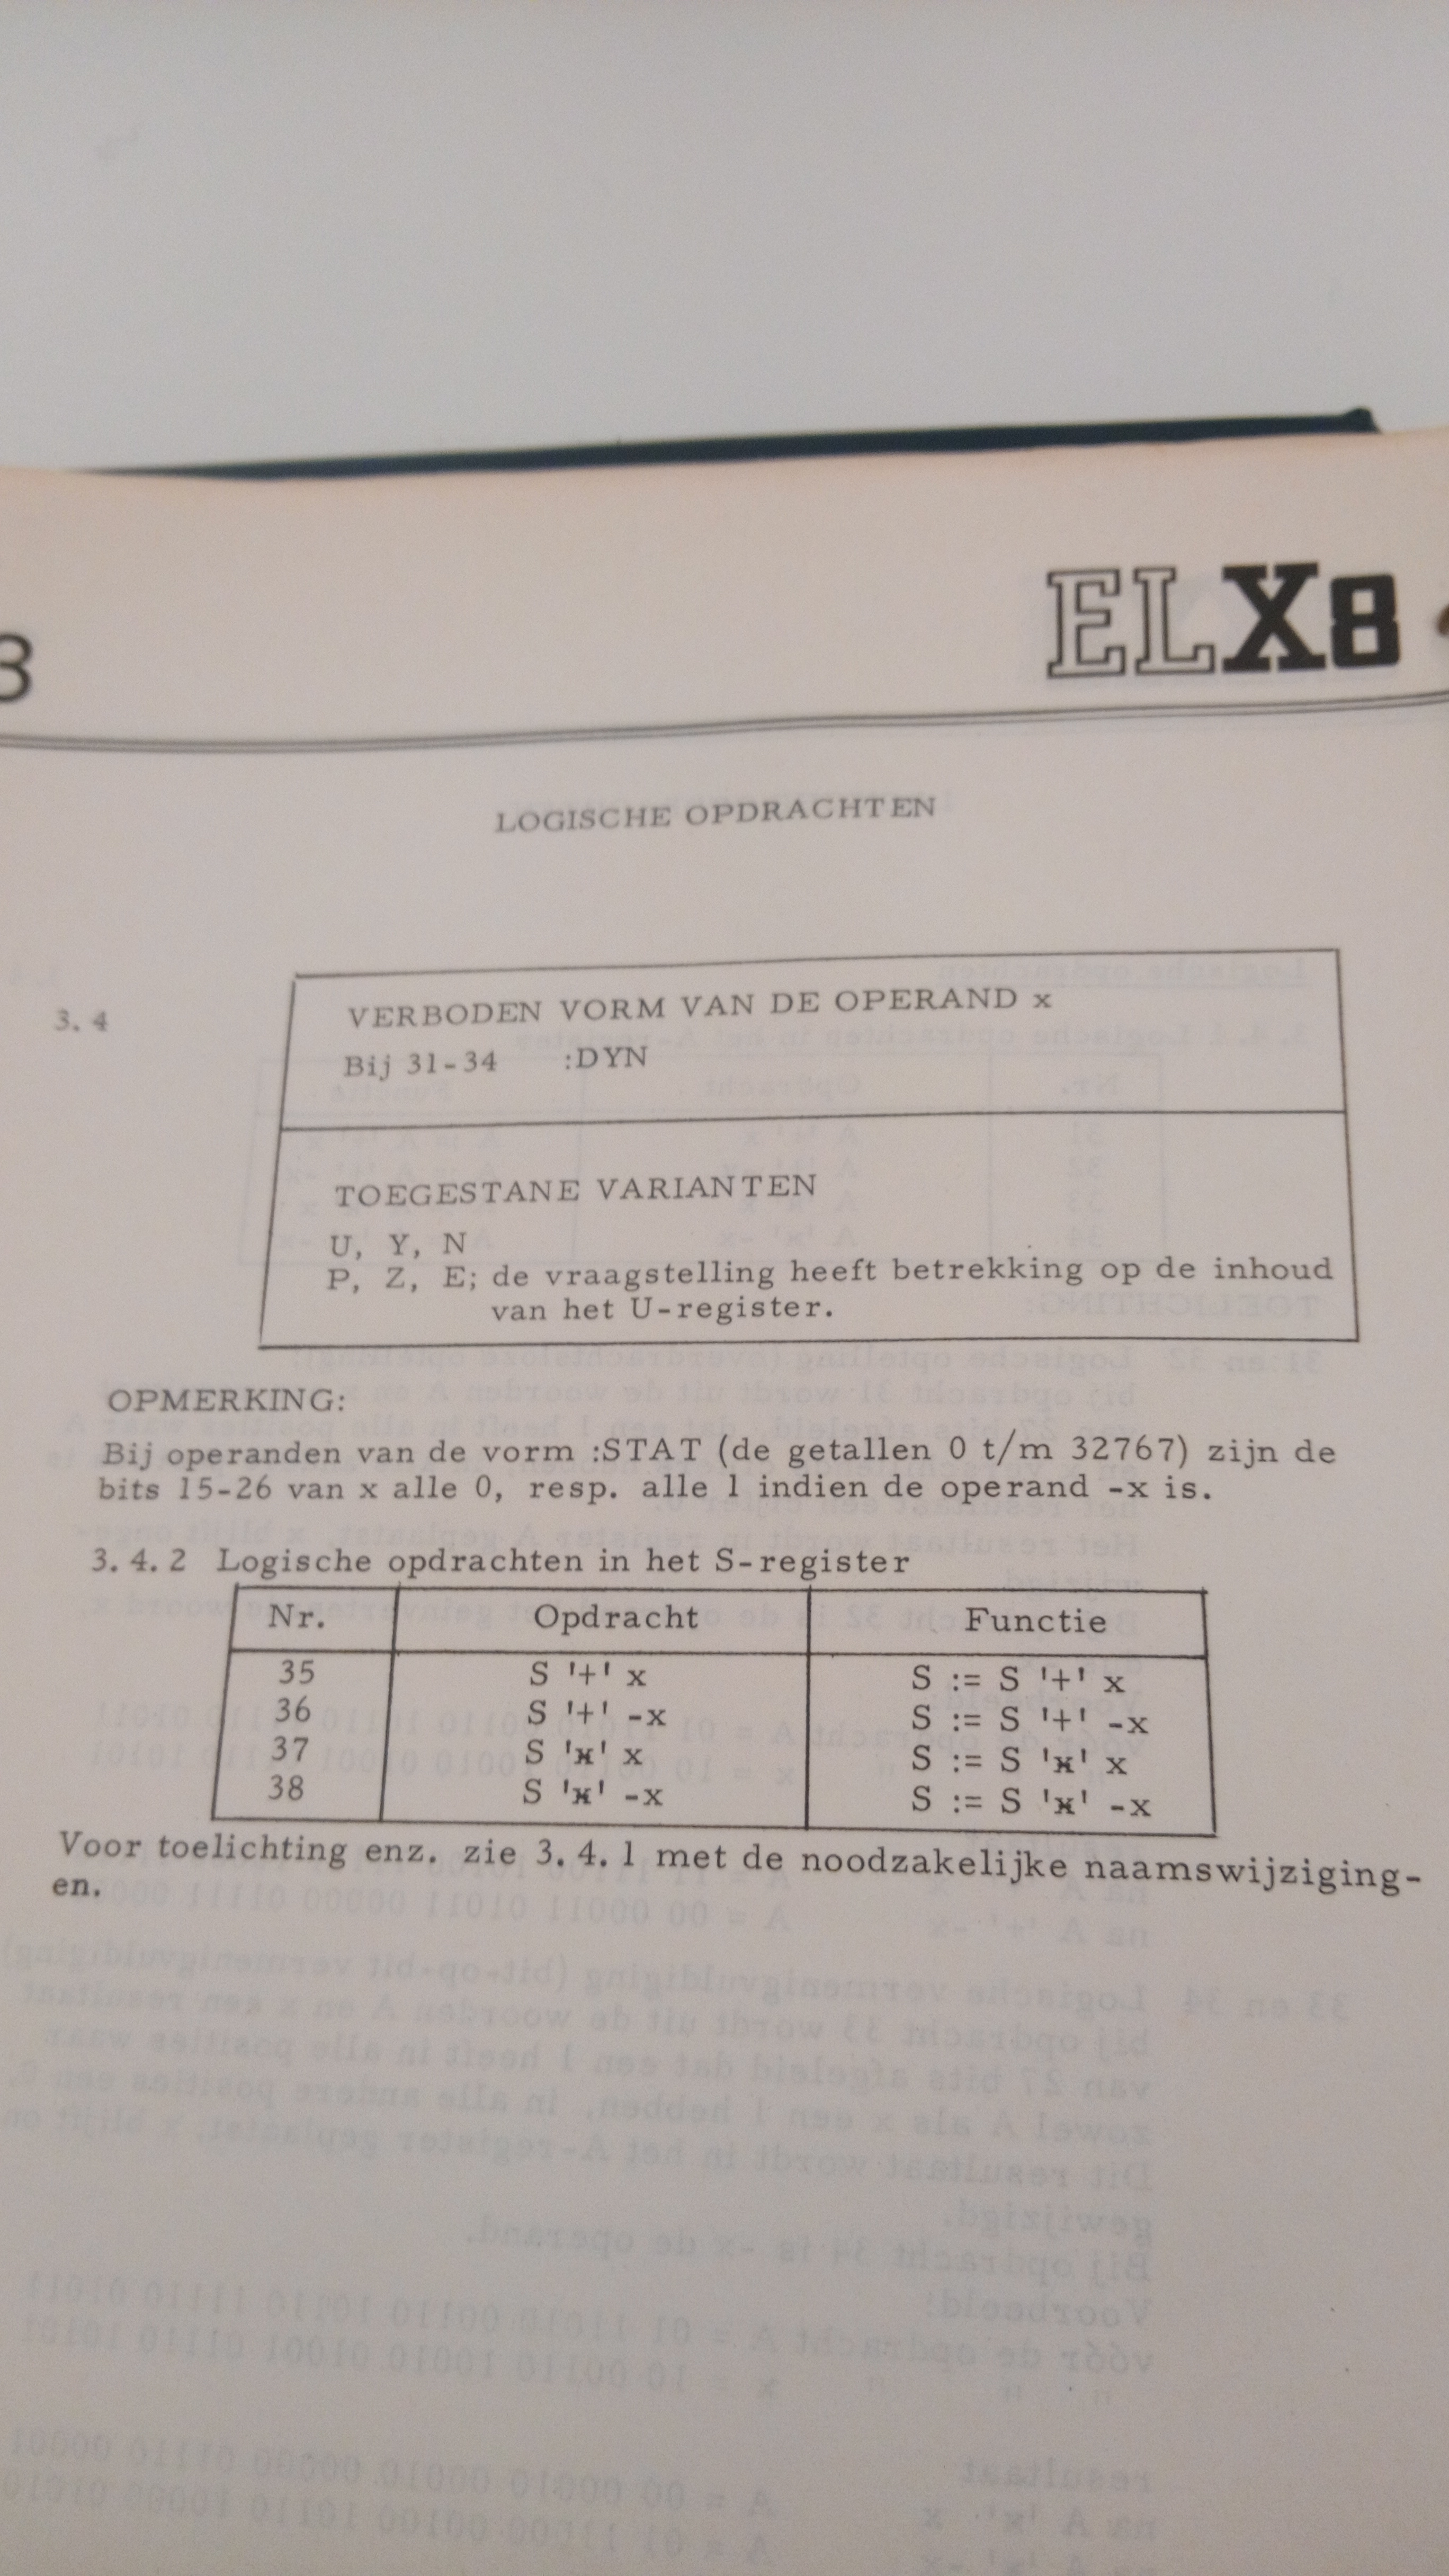 3
ELX8
LOGISCHE OPDRACHTEN
3.4
VERBODEN VORM VAN DE OPERAND x
Bij 31-34 :DYN
TOEGESTANE VARIANTEN
U, Y, N
P, Z, E; de vraagstelling heeft betrekking op de inhoud
van het U-register.
OPMERKING:
Bij operanden van de vorm :STAT (de getallen 0 t/m 32767) zijn de
bits 15-26 van x alle 0, resp. alle 1 indien de operand -x is.
3.4.2 Logische opdrachten in het S-register
Nr. Opdracht Functie
35 S '+' x S := S '+' x
36 S '+' -x S := S '+' -x
37 S 'ӿ' x S := S 'ӿ' x
38 S 'ӿ' -x S := S 'ӿ' -x
Voor toelichting enz. zie 3.4.1 met de noodzakelijke naamswijziging-
en.